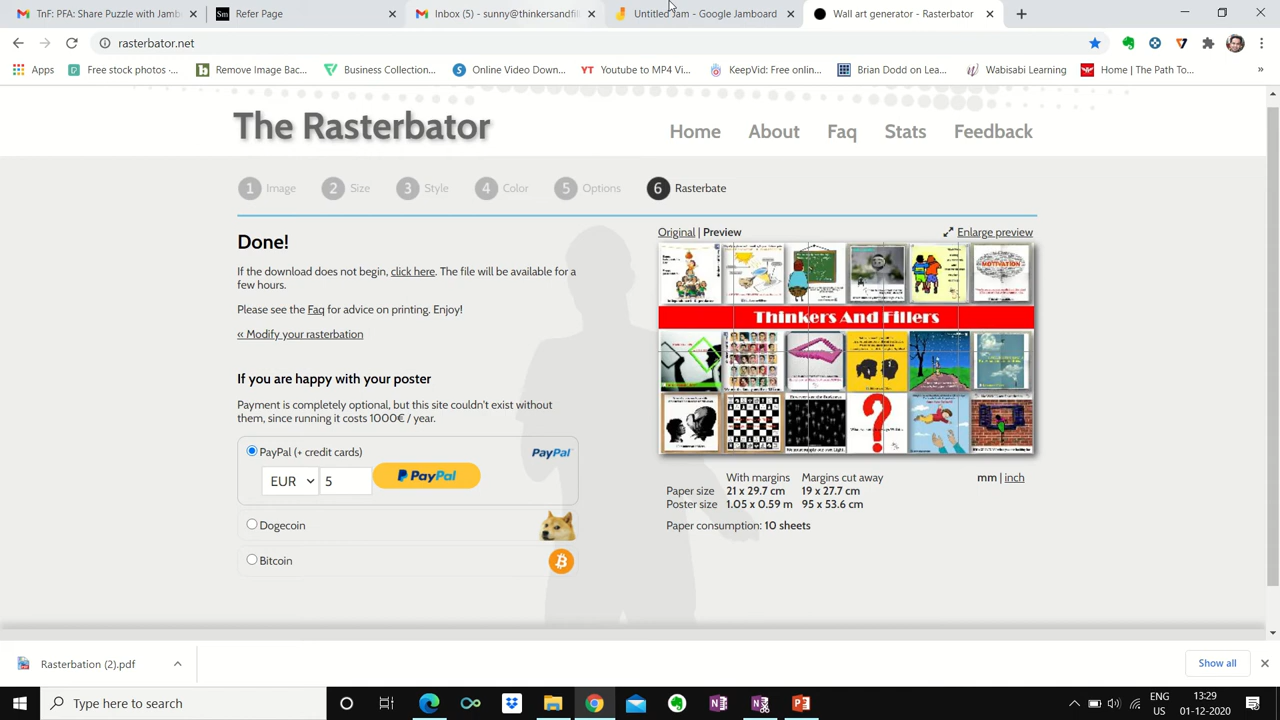 TnF: PFA: Share Puzzle with Jamb
Refer Page
Inbox (5) - sunny@thinkersandfil
Untitled Jam - Google Jamboard
Wall art generator - Rasterbator
rasterbator.net
Apps
Free stock photos -...
Remove Image Bac...
Business Collection...
Online Video Down...
Youtube to MP4 Vi...
KeepVid: Free onlin...
Brian Dodd on Lea...
Wabisabi Learning
Home | The Path To...
The Rasterbator
Home
About
Faq
Stats
Feedback
1 Image
2 Size
3 Style
4 Color
5 Options
6 Rasterbate
Done!
If the download does not begin, click here. The file will be available for a
few hours.
Please see the Faq for advice on printing. Enjoy!
« Modify your rasterbation
If you are happy with your poster
Payment is completely optional, but this site couldn't exist without
them, since running it costs 1000€ / year.
PayPal (+ credit cards)
PayPal
EUR
5
PayPal
Dogecoin
Bitcoin
Original | Preview
Enlarge preview
MOTIVATION
Thinkers And Fillers
With margins
Margins cut away
mm | inch
Paper size
21 x 29.7 cm
19 x 27.7 cm
Poster size
1.05 x 0.59 m
95 x 53.6 cm
Paper consumption: 10 sheets
Rasterbation (2).pdf
Show all
Type here to search
ENG
US
13:29
01-12-2020